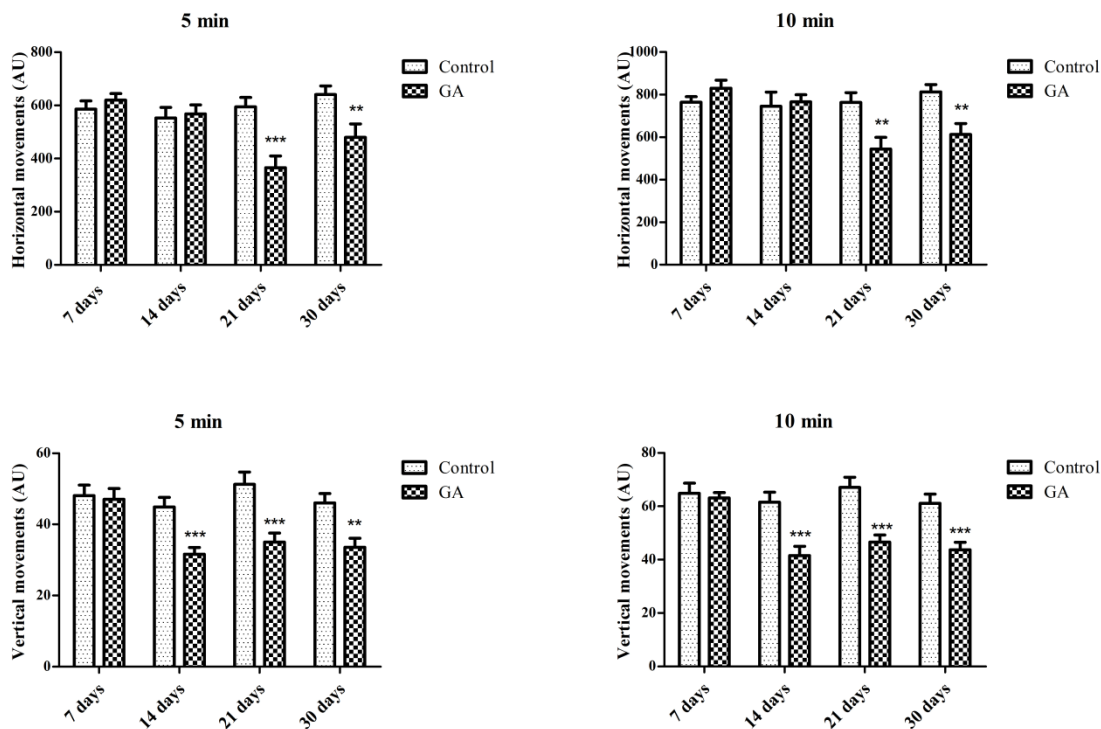 5 min
Horizontal movements (AU)
800
600
400
200
0
***
**
7 days
14 days
21 days
30 days
Control
GA
10 min
Horizontal movements (AU)
1000
800
600
400
200
0
**
**
7 days
14 days
21 days
30 days
Control
GA
5 min
Vertical movements (AU)
60
40
20
0
***
***
**
7 days
14 days
21 days
30 days
Control
GA
10 min
Vertical movements (AU)
80
60
40
20
0
***
***
***
7 days
14 days
21 days
30 days
Control
GA